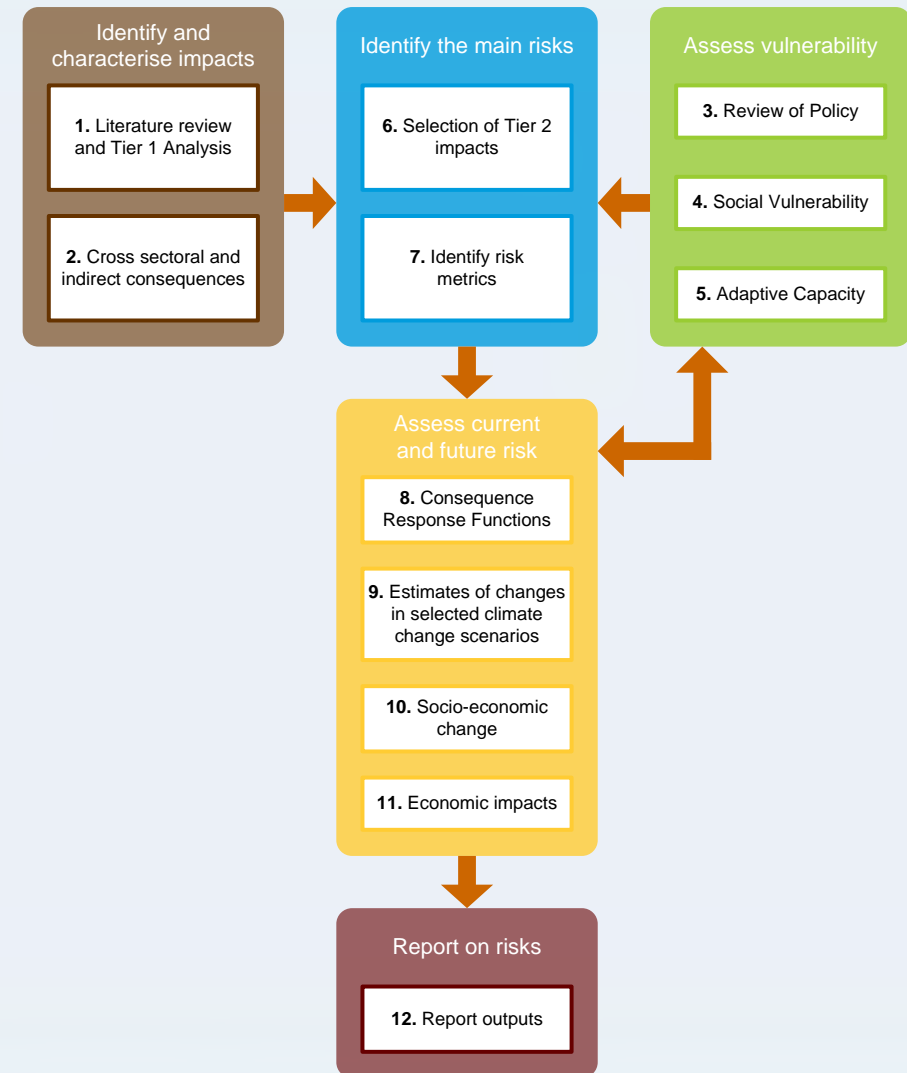 Identify and
characterise impacts
1. Literature review
and Tier 1 Analysis
2. Cross sectoral and
indirect consequences
Identify the main risks
6. Selection of Tier 2
impacts
7. Identify risk
metrics
Assess vulnerability
3. Review of Policy
4. Social Vulnerability
5. Adaptive Capacity
Assess current
and future risk
8. Consequence
Response Functions
9. Estimates of changes
in selected climate
change scenarios
10. Socio-economic
change
11. Economic impacts
Report on risks
12. Report outputs